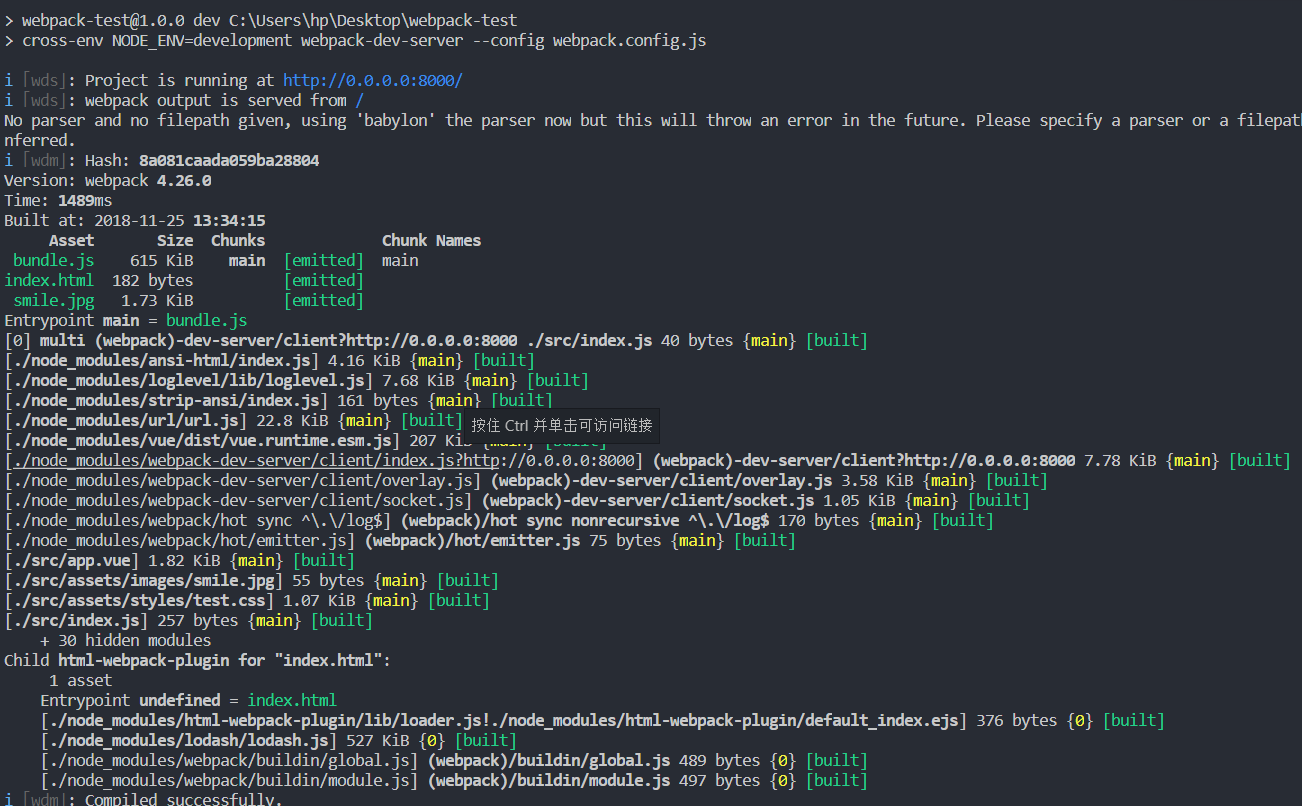 > webpack-test@1.0.0 dev C:\Users\hp\Desktop\webpack-test
> cross-env NODE_ENV=development webpack-dev-server --config webpack.config.js
i ｢wds｣: Project is running at http://0.0.0.0:8000/
i ｢wds｣: webpack output is served from /
No parser and no filepath given, using 'babylon' the parser now but this will throw an error in the future. Please specify a parser or a filepath
nferred.
i ｢wdm｣: Hash: 8a081caada059ba28804
Version: webpack 4.26.0
Time: 1489ms
Built at: 2018-11-25 13:34:15
Asset Size Chunks Chunk Names
bundle.js 615 KiB main [emitted] main
index.html 182 bytes [emitted]
smile.jpg 1.73 KiB [emitted]
Entrypoint main = bundle.js
[0] multi (webpack)-dev-server/client?http://0.0.0.0:8000 ./src/index.js 40 bytes {main} [built]
[./node_modules/ansi-html/index.js] 4.16 KiB {main} [built]
[./node_modules/loglevel/lib/loglevel.js] 7.68 KiB {main} [built]
[./node_modules/strip-ansi/index.js] 161 bytes {main} [built]
[./node_modules/url/url.js] 22.8 KiB {main} [built]
按住 Ctrl 并单击可访问链接
[./node_modules/vue/dist/vue.runtime.esm.js] 207 KiB {main} [built]
[./node_modules/webpack-dev-server/client/index.js?http://0.0.0.0:8000] (webpack)-dev-server/client?http://0.0.0.0:8000 7.78 KiB {main} [built]
[./node_modules/webpack-dev-server/client/overlay.js] (webpack)-dev-server/client/overlay.js 3.58 KiB {main} [built]
[./node_modules/webpack-dev-server/client/socket.js] (webpack)-dev-server/client/socket.js 1.05 KiB {main} [built]
[./node_modules/webpack/hot sync ^\.\/log$] (webpack)/hot sync nonrecursive ^\.\/log$ 170 bytes {main} [built]
[./node_modules/webpack/hot/emitter.js] (webpack)/hot/emitter.js 75 bytes {main} [built]
[./src/app.vue] 1.82 KiB {main} [built]
[./src/assets/images/smile.jpg] 55 bytes {main} [built]
[./src/assets/styles/test.css] 1.07 KiB {main} [built]
[./src/index.js] 257 bytes {main} [built]
+ 30 hidden modules
Child html-webpack-plugin for "index.html":
1 asset
Entrypoint undefined = index.html
[./node_modules/html-webpack-plugin/lib/loader.js!./node_modules/html-webpack-plugin/default_index.ejs] 376 bytes {0} [built]
[./node_modules/lodash/lodash.js] 527 KiB {0} [built]
[./node_modules/webpack/buildin/global.js] (webpack)/buildin/global.js 489 bytes {0} [built]
[./node_modules/webpack/buildin/module.js] (webpack)/buildin/module.js 497 bytes {0} [built]
i ｢wdm｣: Compiled successfully.